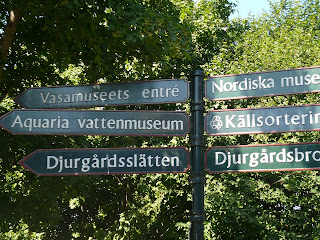 Vasamuseets entré
Aquaria vattenmuseum
Djurgårdsslätten
Nordiska muse
Källsorterin
Djurgårdsbro